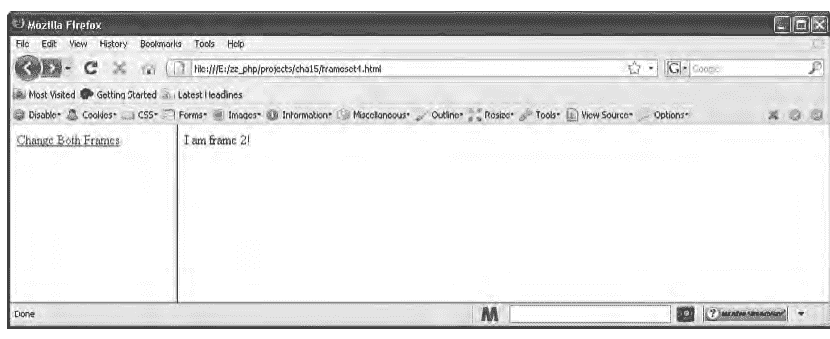 Mozilla Firefox
File Edit View History Bookmarks Tools Help
file:///E:/zz_php/projects/cha15/frameset4.html G Google
Most Visited Getting Started Latest Headlines
Disable Cookies CSS Forms Images Information Miscellaneous Outline Resize Tools View Source Options
Change Both Frames I am frame 2!
Done M